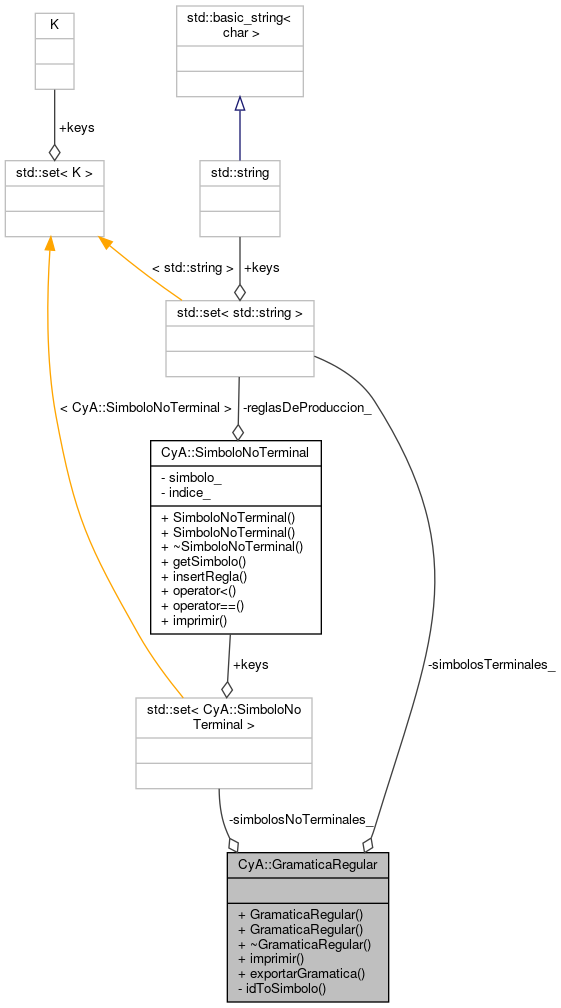 K
std::basic_string<
char >
+keys
std::set< K >
std::string
< std::string >
+keys
std::set< std::string >
< CyA::SimboloNoTerminal >
-reglasDeProduccion_
CyA::SimboloNoTerminal
- simbolo_
- indice_
+ SimboloNoTerminal()
+ SimboloNoTerminal()
+ ~SimboloNoTerminal()
+ getSimbolo()
+ insertRegla()
+ operator<()
+ operator==()
+ imprimir()
+keys
-simbolosTerminales_
std::set< CyA::SimboloNo
Terminal >
-simbolosNoTerminales_
CyA::GramaticaRegular
+ GramaticaRegular()
+ GramaticaRegular()
+ ~GramaticaRegular()
+ imprimir()
+ exportarGramatica()
- idToSimbolo()